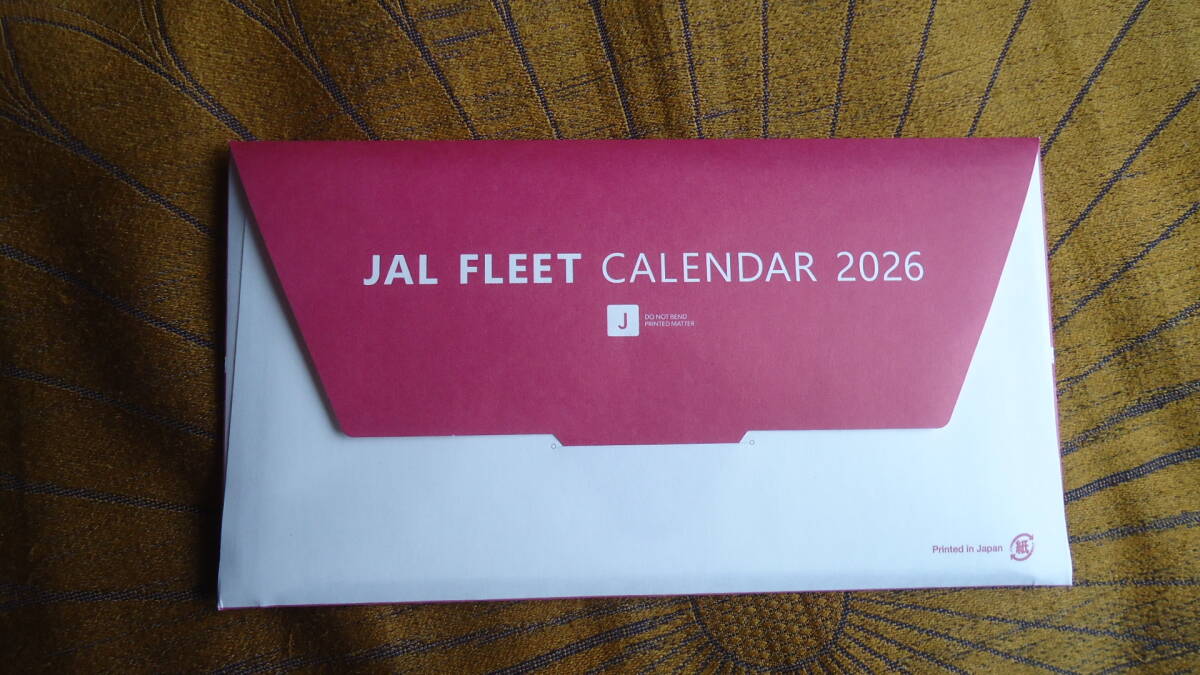 JAL FLEET CALENDAR 2026
J
DO NOT BEND
PRINTED MATTER
Printed in Japan
紙